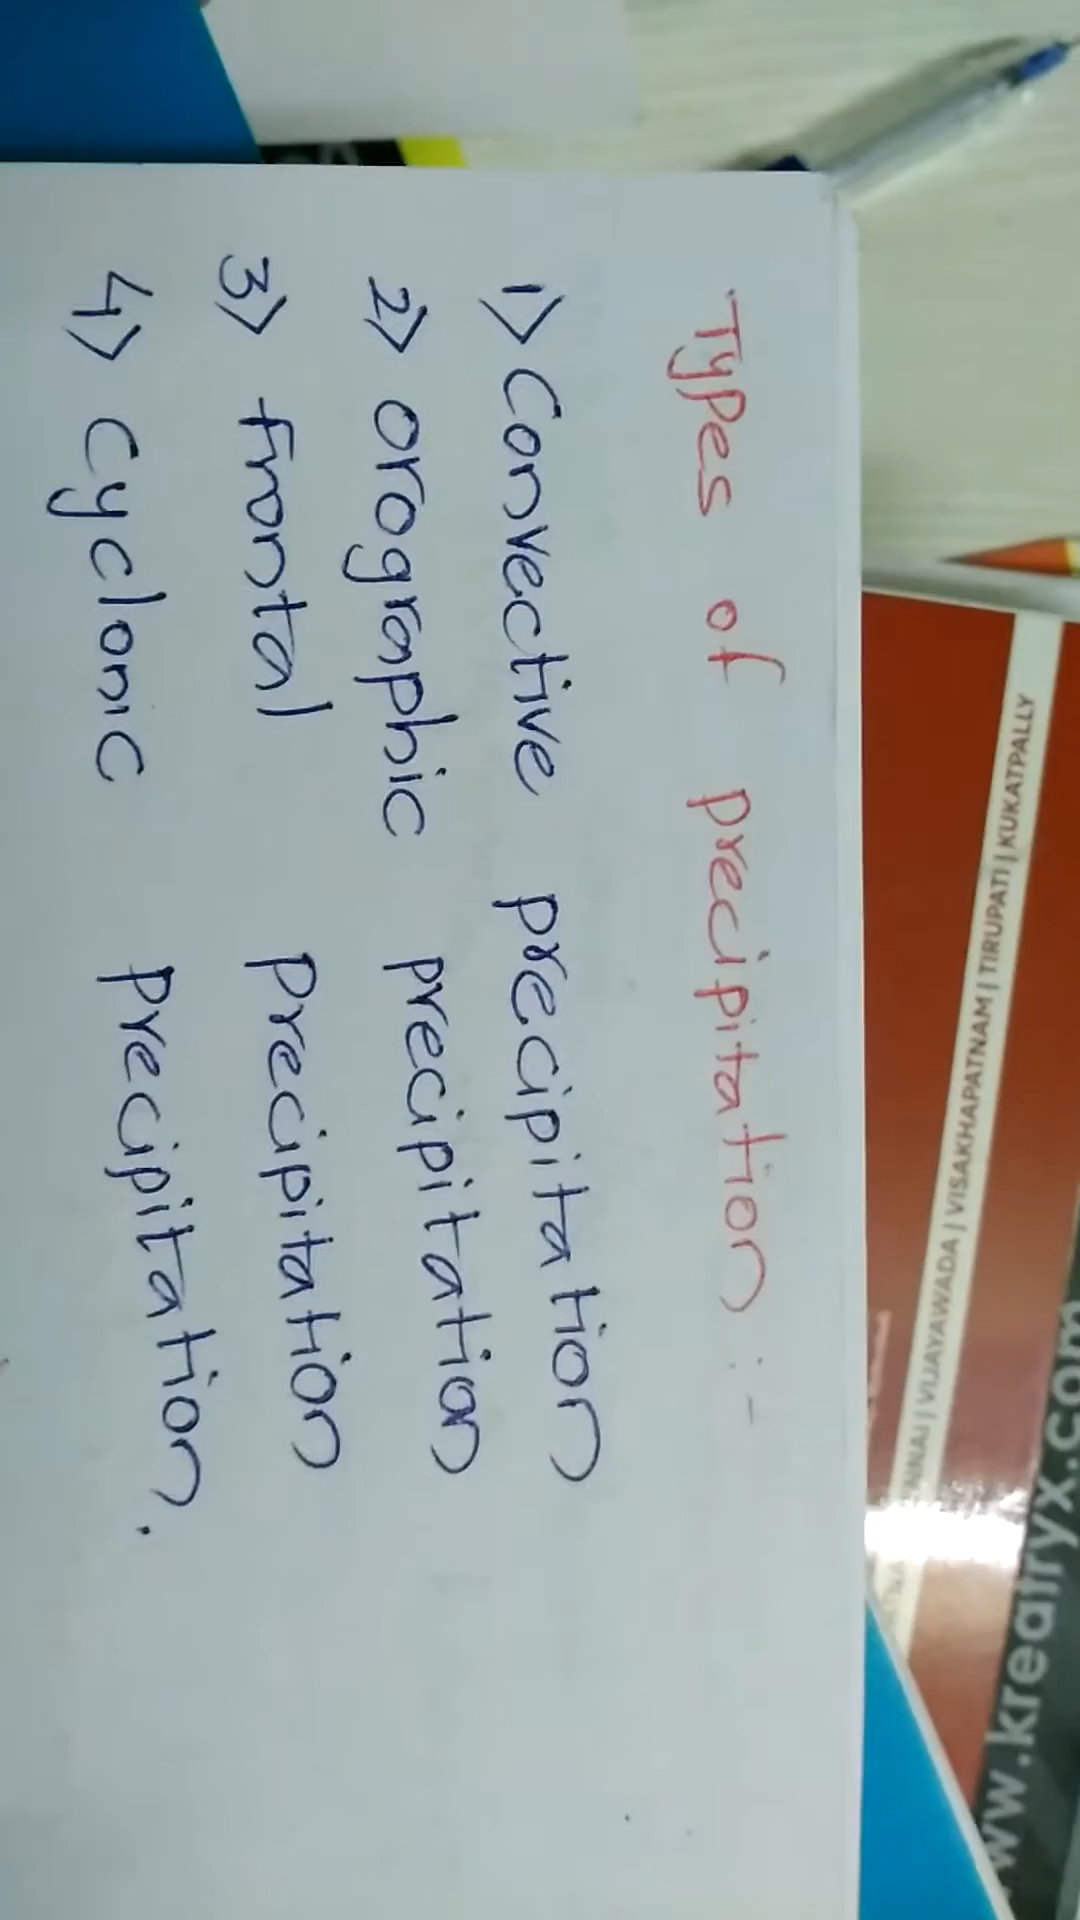 Types of precipitation :-
1> Convective precipitation
2> orographic precipitation
3> frontal precipitation
4> cyclonic precipitation.
NNAI | VIJAYAWADA | VISAKHAPATNAM | TIRUPATI | KUKATPALLY
ww.kreatryx.com